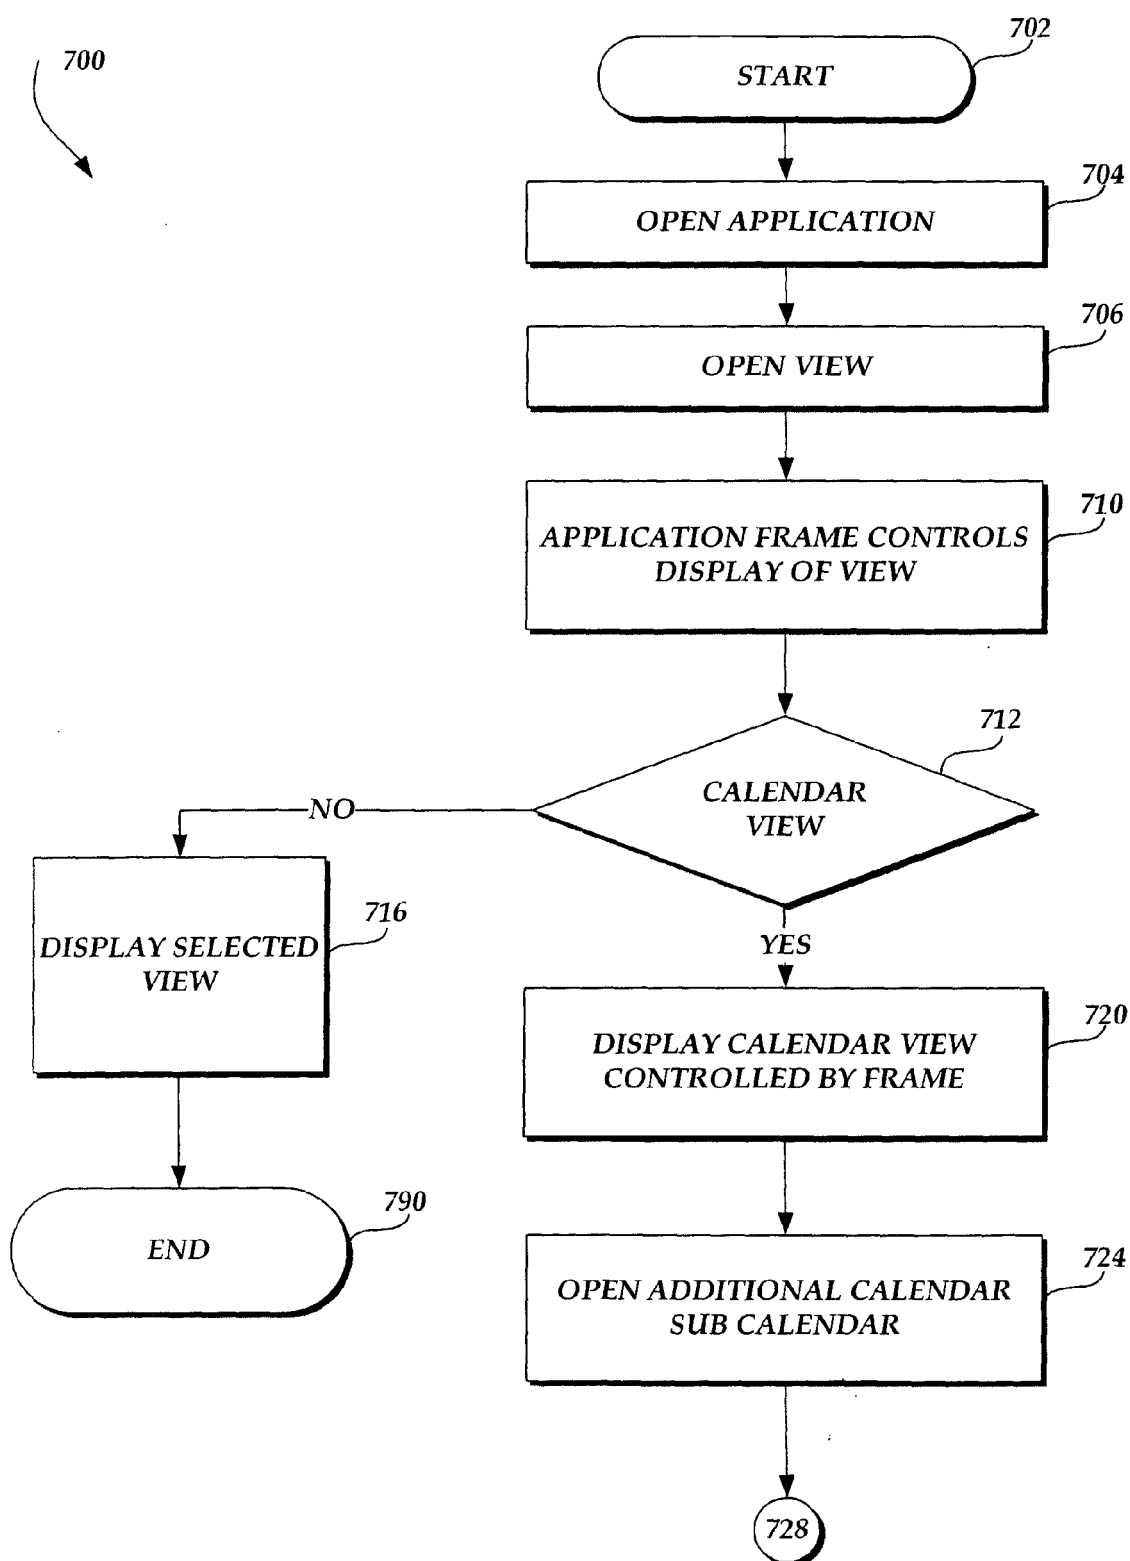 700
702
START
704
OPEN APPLICATION
706
OPEN VIEW
710
APPLICATION FRAME CONTROLS
DISPLAY OF VIEW
712
CALENDAR
VIEW
NO
YES
716
DISPLAY SELECTED
VIEW
720
DISPLAY CALENDAR VIEW
CONTROLLED BY FRAME
790
END
724
OPEN ADDITIONAL CALENDAR
SUB CALENDAR
728